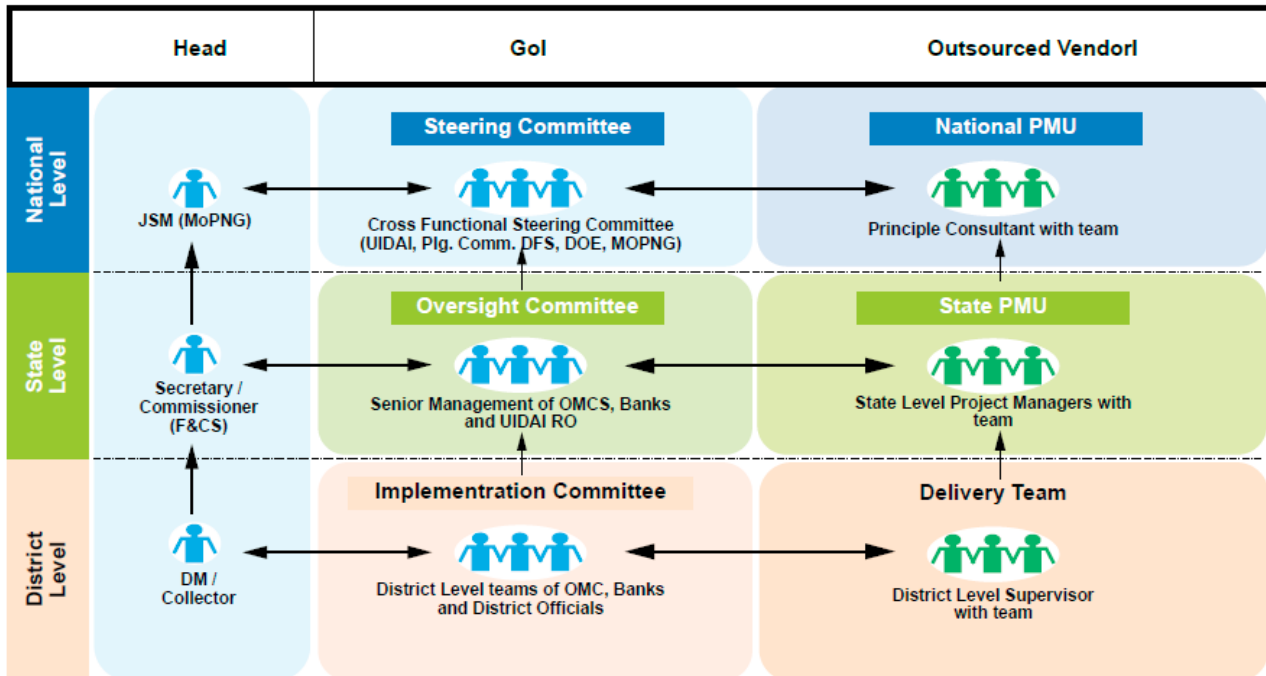 Head
GoI
Outsourced Vendorl
National
Level
Steering Committee
National PMU
JSM (MoPNG)
Cross Functional Steering Committee
(UIDAI, Plg. Comm. DFS, DOE, MOPNG)
Principle Consultant with team
State
Level
Oversight Committee
State PMU
Secretary /
Commissioner
(F&CS)
Senior Management of OMCS, Banks
and UIDAI RO
State Level Project Managers with
team
District
Level
Implementration Committee
Delivery Team
DM /
Collector
District Level teams of OMC, Banks
and District Officials
District Level Supervisor
with team